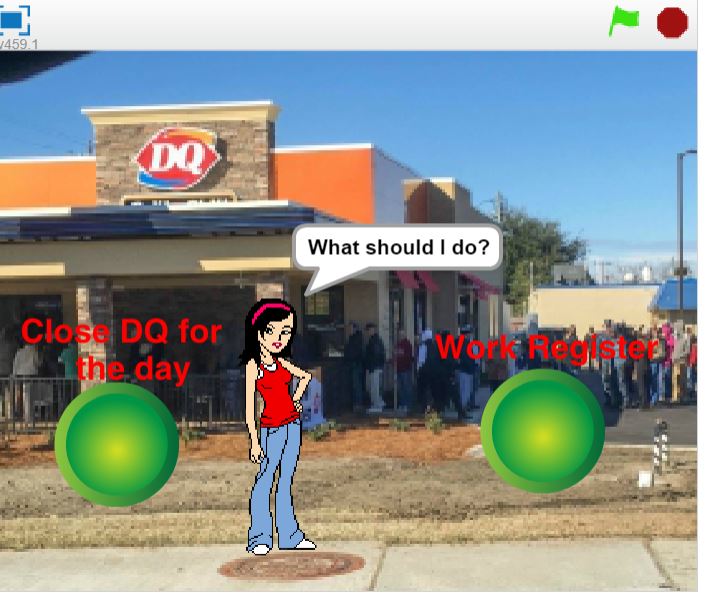 v459.1
DQ
What should I do?
Close DQ for
the day
Work Register